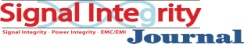 Signal Integrity
Signal Integrity · Power Integrity · EMC/EMI
Journal